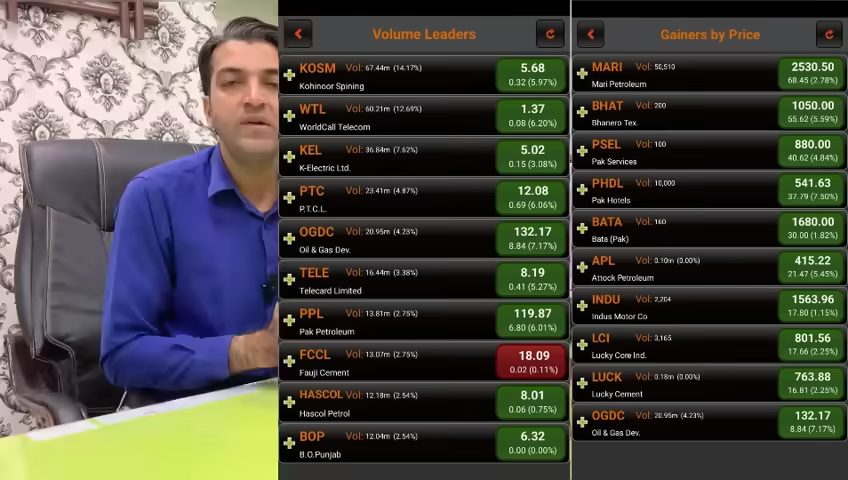 Volume Leaders
KOSM Vol: 67.44m (14.17%) 5.68
Kohinoor Spining 0.32 (5.97%)
WTL Vol: 60.21m (12.69%) 1.37
WorldCall Telecom 0.08 (6.20%)
KEL Vol: 36.84m (7.62%) 5.02
K-Electric Ltd. 0.15 (3.08%)
PTC Vol: 23.41m (4.87%) 12.08
P.T.C.L. 0.69 (6.06%)
OGDC Vol: 20.95m (4.23%) 132.17
Oil & Gas Dev. 8.84 (7.17%)
TELE Vol: 16.44m (3.38%) 8.19
Telecard Limited 0.41 (5.27%)
PPL Vol: 13.81m (2.75%) 119.87
Pak Petroleum 6.80 (6.01%)
FCCL Vol: 13.07m (2.75%) 18.09
Fauji Cement 0.02 (0.11%)
HASCOL Vol: 12.18m (2.54%) 8.01
Hascol Petrol 0.06 (0.75%)
BOP Vol: 12.04m (2.54%) 6.32
B.O.Punjab 0.00 (0.00%)
Gainers by Price
MARI Vol: 50,510 2530.50
Mari Petroleum 68.45 (2.78%)
BHAT Vol: 200 1050.00
Bhanero Tex. 55.62 (5.59%)
PSEL Vol: 100 880.00
Pak Services 40.62 (4.84%)
PHDL Vol: 10,000 541.63
Pak Hotels 37.79 (7.50%)
BATA Vol: 160 1680.00
Bata (Pak) 30.00 (1.82%)
APL Vol: 0.10m (0.00%) 415.22
Attock Petroleum 21.47 (5.45%)
INDU Vol: 2,204 1563.96
Indus Motor Co 17.80 (1.15%)
LCI Vol: 3,165 801.56
Lucky Core Ind. 17.66 (2.25%)
LUCK Vol: 0.18m (0.00%) 763.88
Lucky Cement 16.81 (2.25%)
OGDC Vol: 20.95m (4.23%) 132.17
Oil & Gas Dev. 8.84 (7.17%)